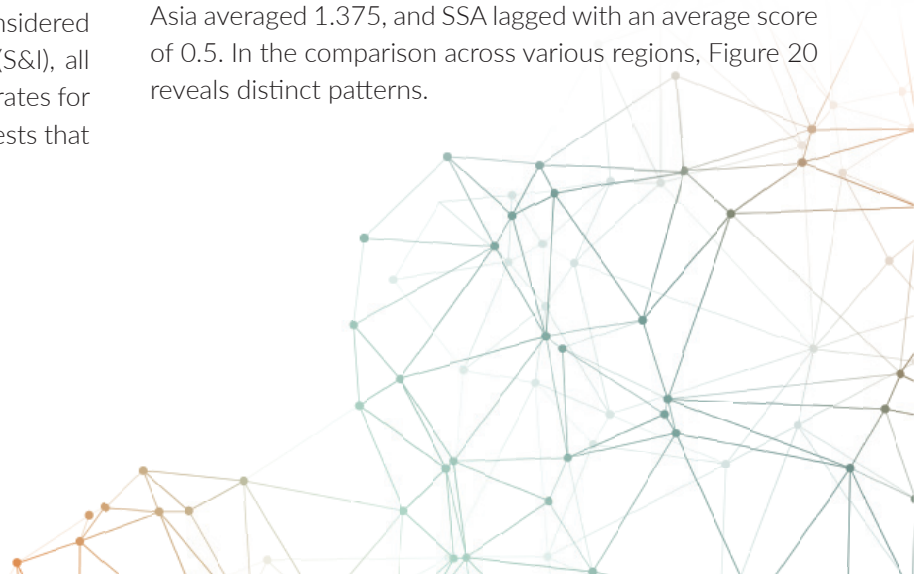 nsidered
(S&I), all
rates for
ests that
Asia averaged 1.375, and SSA lagged with an average score
of 0.5. In the comparison across various regions, Figure 20
reveals distinct patterns.